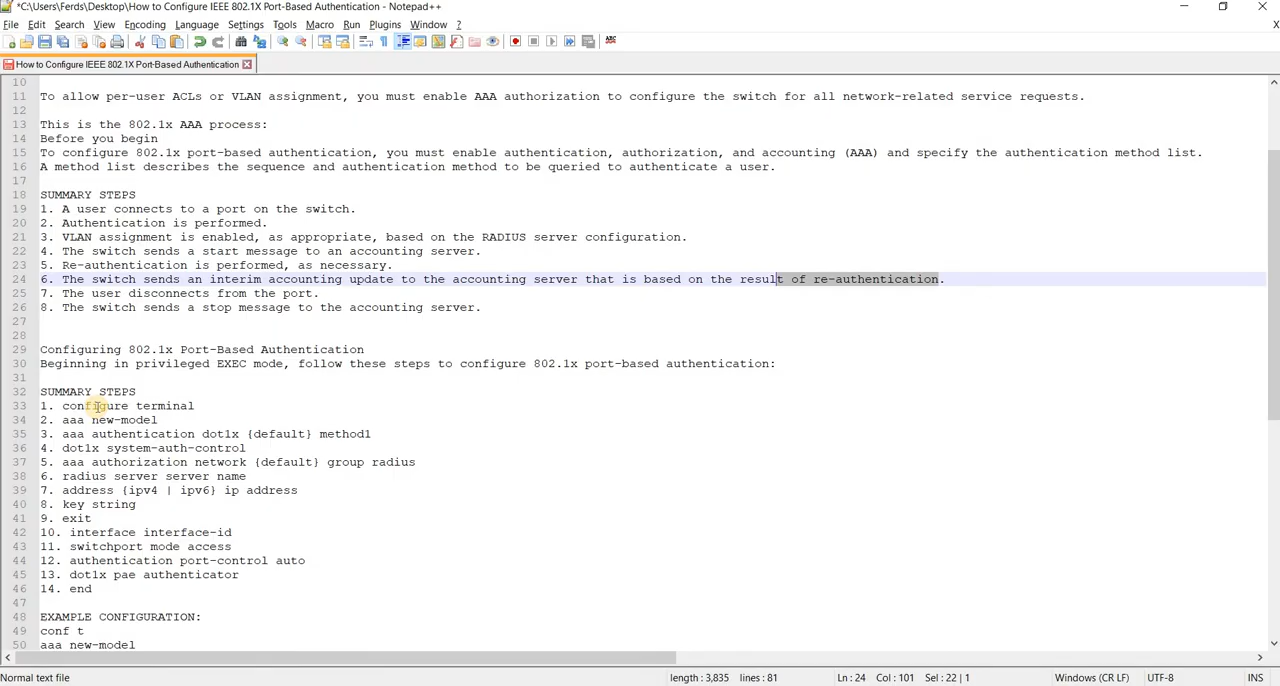 *C:\Users\Ferds\Desktop\How to Configure IEEE 802.1X Port-Based Authentication - Notepad++
File Edit Search View Encoding Language Settings Tools Macro Run Plugins Window ? X
How to Configure IEEE 802.1X Port-Based Authentication
10
11 To allow per-user ACLs or VLAN assignment, you must enable AAA authorization to configure the switch for all network-related service requests.
12
13 This is the 802.1x AAA process:
14 Before you begin
15 To configure 802.1x port-based authentication, you must enable authentication, authorization, and accounting (AAA) and specify the authentication method list.
16 A method list describes the sequence and authentication method to be queried to authenticate a user.
17
18 SUMMARY STEPS
19 1. A user connects to a port on the switch.
20 2. Authentication is performed.
21 3. VLAN assignment is enabled, as appropriate, based on the RADIUS server configuration.
22 4. The switch sends a start message to an accounting server.
23 5. Re-authentication is performed, as necessary.
24 6. The switch sends an interim accounting update to the accounting server that is based on the result of re-authentication.
25 7. The user disconnects from the port.
26 8. The switch sends a stop message to the accounting server.
27
28
29 Configuring 802.1x Port-Based Authentication
30 Beginning in privileged EXEC mode, follow these steps to configure 802.1x port-based authentication:
31
32 SUMMARY STEPS
33 1. configure terminal
34 2. aaa new-model
35 3. aaa authentication dot1x {default} method1
36 4. dot1x system-auth-control
37 5. aaa authorization network {default} group radius
38 6. radius server server name
39 7. address {ipv4 | ipv6} ip address
40 8. key string
41 9. exit
42 10. interface interface-id
43 11. switchport mode access
44 12. authentication port-control auto
45 13. dot1x pae authenticator
46 14. end
47
48 EXAMPLE CONFIGURATION:
49 conf t
50 aaa new-model
Normal text file length : 3,835 lines : 81 Ln : 24 Col : 101 Sel : 22 | 1 Windows (CR LF) UTF-8 INS